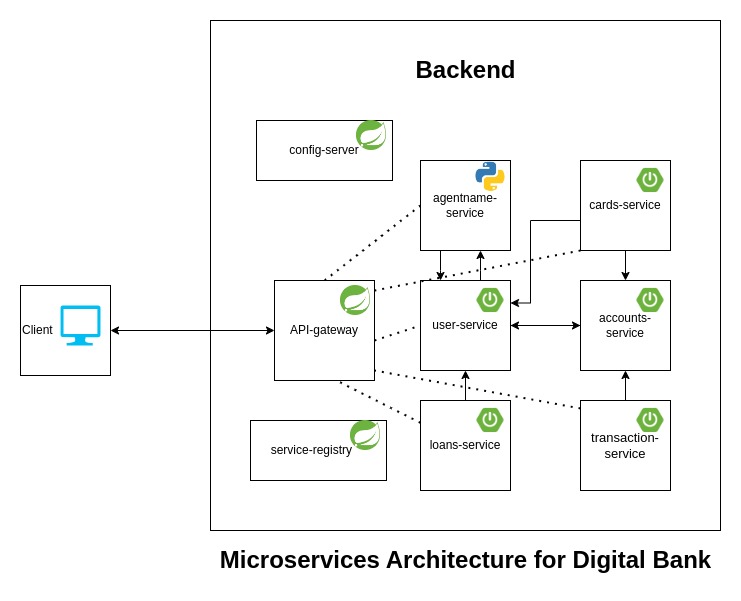 Backend
config-server
agentname-
service
cards-service
Client
API-gateway
user-service
accounts-
service
service-registry
loans-service
transaction-
service
Microservices Architecture for Digital Bank